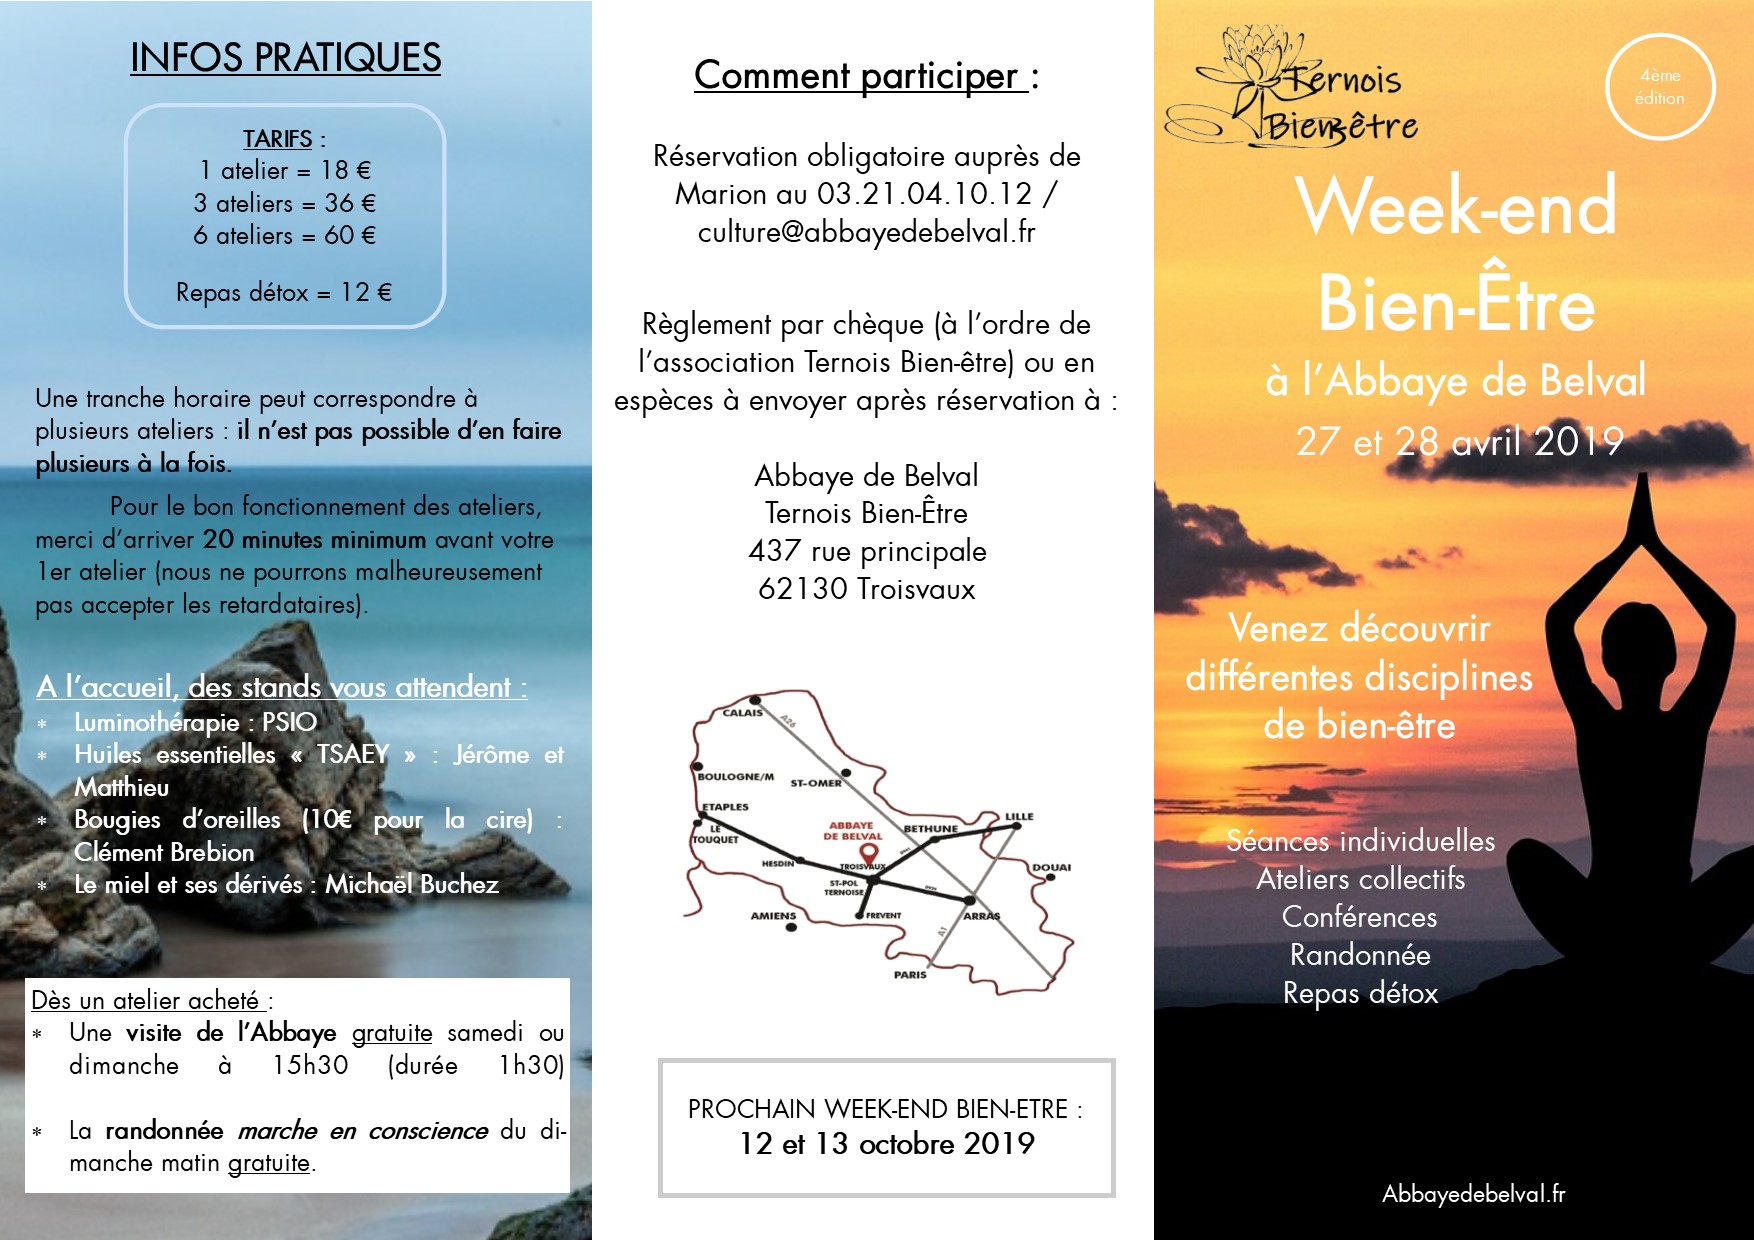 INFOS PRATIQUES
TARIFS :
1 atelier = 18 €
3 ateliers = 36 €
6 ateliers = 60 €
Repas détox = 12 €
Une tranche horaire peut correspondre à
plusieurs ateliers : il n’est pas possible d’en faire
plusieurs à la fois.
Pour le bon fonctionnement des ateliers,
merci d’arriver 20 minutes minimum avant votre
1er atelier (nous ne pourrons malheureusement
pas accepter les retardataires).
A l’accueil, des stands vous attendent :
* Luminothérapie : PSIO
* Huiles essentielles « TSAEY » : Jérôme et
Matthieu
* Bougies d’oreilles (10€ pour la cire) :
Clément Brebion
* Le miel et ses dérivés : Michaël Buchez
Dès un atelier acheté :
* Une visite de l’Abbaye gratuite samedi ou
dimanche à 15h30 (durée 1h30)
* La randonnée marche en conscience du di-
manche matin gratuite.
Comment participer :
Réservation obligatoire auprès de
Marion au 03.21.04.10.12 /
culture@abbayedebelval.fr
Règlement par chèque (à l’ordre de
l’association Ternois Bien-être) ou en
espèces à envoyer après réservation à :
Abbaye de Belval
Ternois Bien-Être
437 rue principale
62130 Troisvaux
CALAIS
A26
BOULOGNE/M
ST-OMER
ETAPLES
LE
TOUQUET
ABBAYE
DE BELVAL
BETHUNE
LILLE
HESDIN
TROISVAUX
DOUAI
ST-POL
TERNOISE
AMIENS
FREVENT
ARRAS
A1
PARIS
PROCHAIN WEEK-END BIEN-ETRE :
12 et 13 octobre 2019
Ternois
Bien-être
4ème
édition
Week-end
Bien-Être
à l’Abbaye de Belval
27 et 28 avril 2019
Venez découvrir
différentes disciplines
de bien-être
Séances individuelles
Ateliers collectifs
Conférences
Randonnée
Repas détox
Abbayedebelval.fr